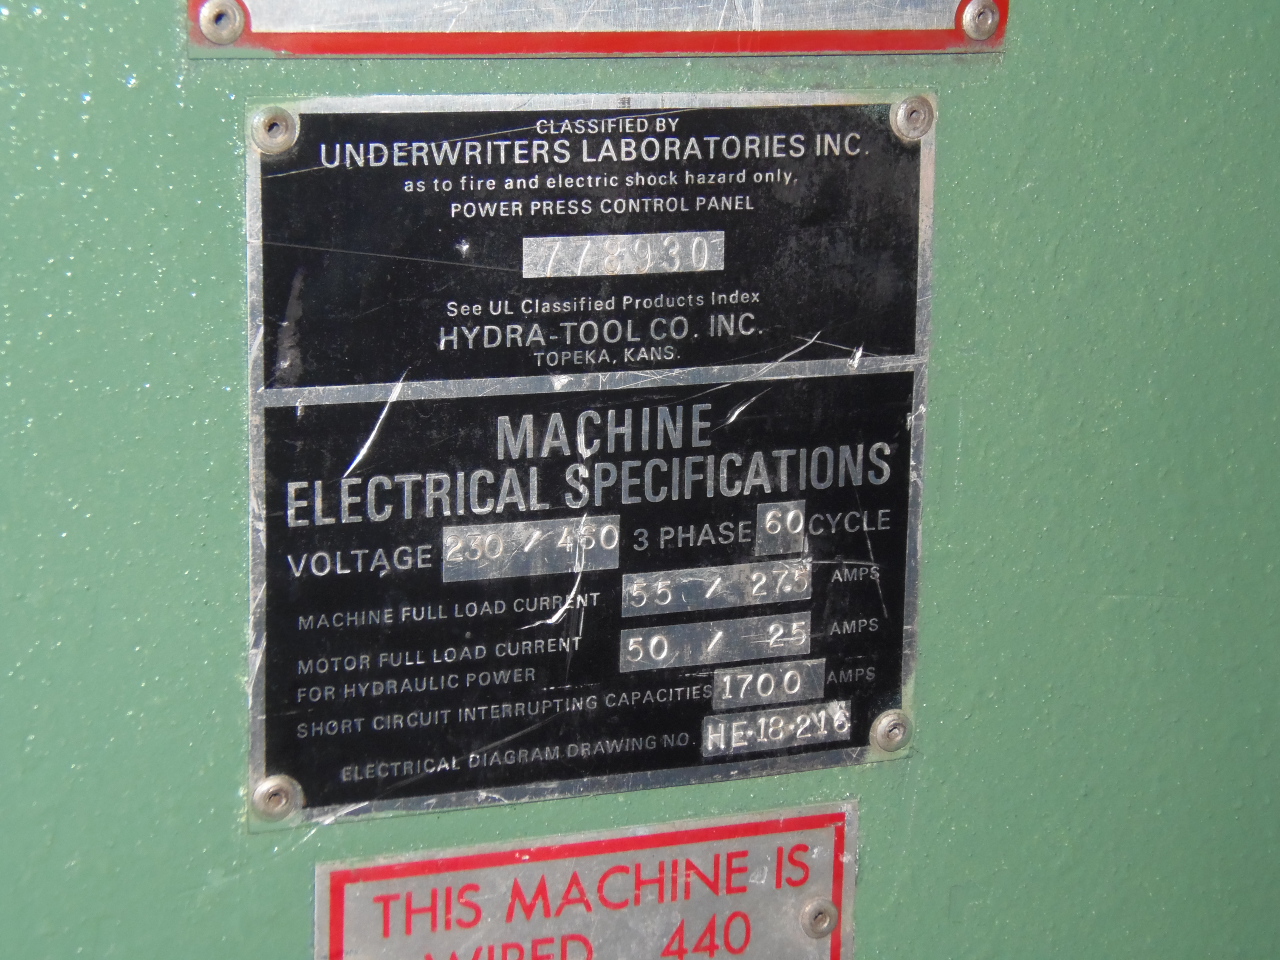 CLASSIFIED BY
UNDERWRITERS LABORATORIES INC.
as to fire and electric shock hazard only.
POWER PRESS CONTROL PANEL
778930
See UL Classified Products Index
HYDRA-TOOL CO. INC.
TOPEKA, KANS.
MACHINE
ELECTRICAL SPECIFICATIONS
VOLTAGE 230 / 460 3 PHASE 60 CYCLE
MACHINE FULL LOAD CURRENT 55 / 27.5 AMPS
MOTOR FULL LOAD CURRENT 50 / 25 AMPS
FOR HYDRAULIC POWER
SHORT CIRCUIT INTERRUPTING CAPACITIES 1700 AMPS
ELECTRICAL DIAGRAM DRAWING NO. HE-18-216
THIS MACHINE IS
WIRED 440